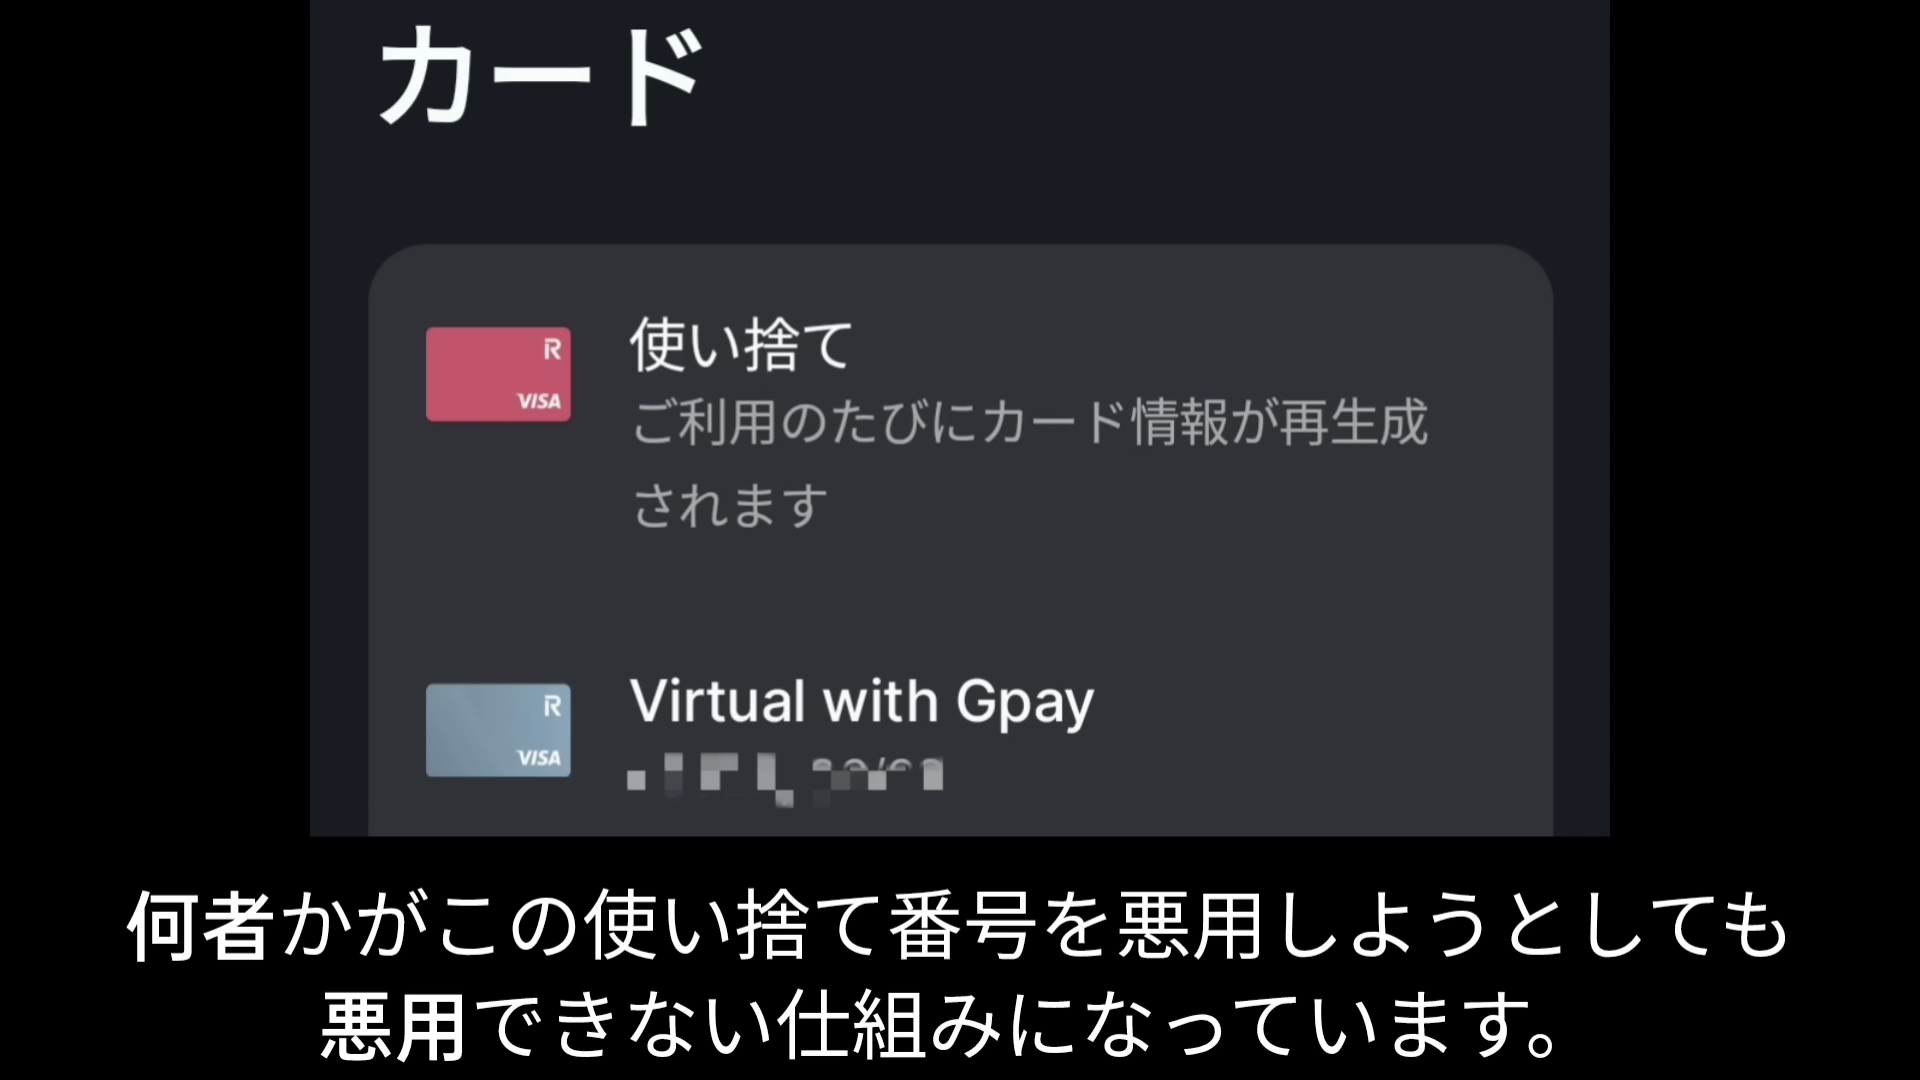 カード
R
VISA
使い捨て
ご利用のたびにカード情報が再生成
されます
R
VISA
Virtual with Gpay
何者かがこの使い捨て番号を悪用しようとしても
悪用できない仕組みになっています。